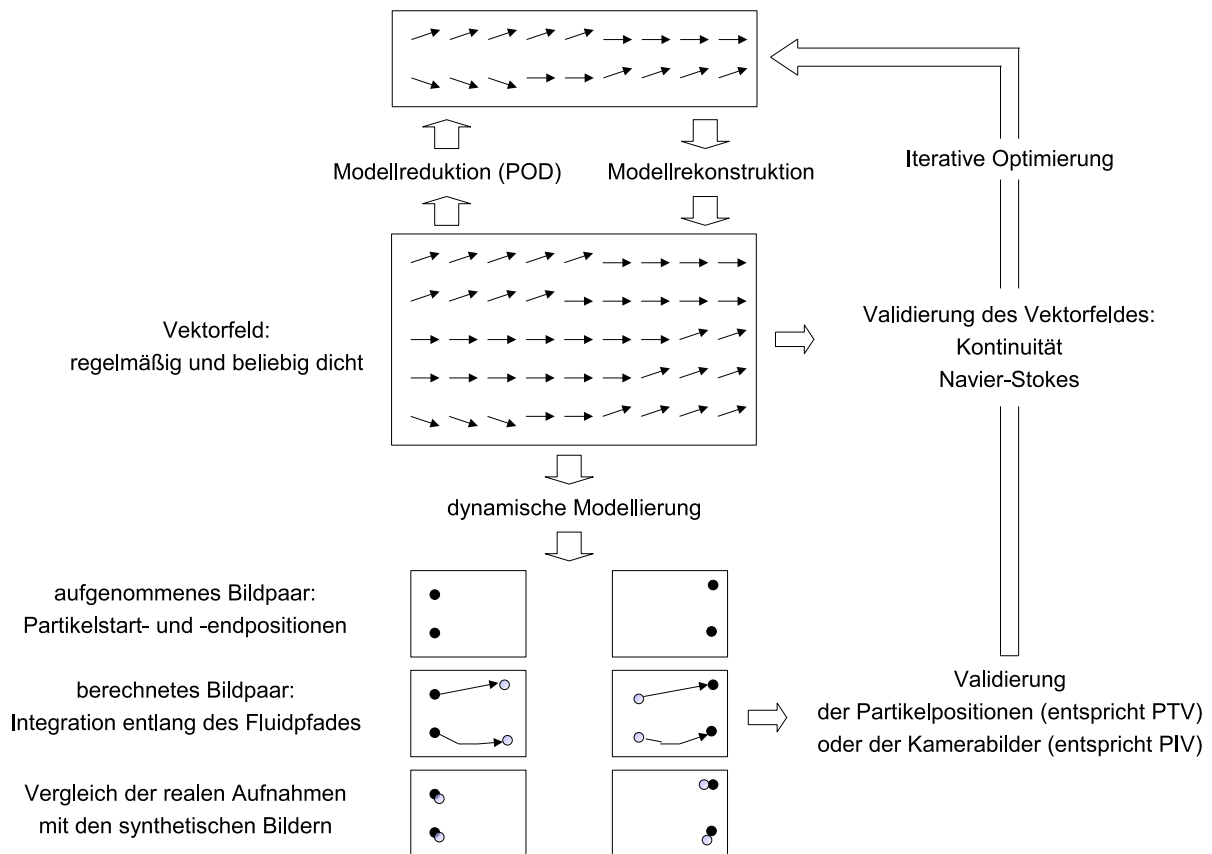 Modellreduktion (POD)
Modellrekonstruktion
Iterative Optimierung
Vektorfeld:
regelmäßig und beliebig dicht
Validierung des Vektorfeldes:
Kontinuität
Navier-Stokes
dynamische Modellierung
aufgenommenes Bildpaar:
Partikelstart- und -endpositionen
berechnetes Bildpaar:
Integration entlang des Fluidpfades
Validierung
der Partikelpositionen (entspricht PTV)
oder der Kamerabilder (entspricht PIV)
Vergleich der realen Aufnahmen
mit den synthetischen Bildern